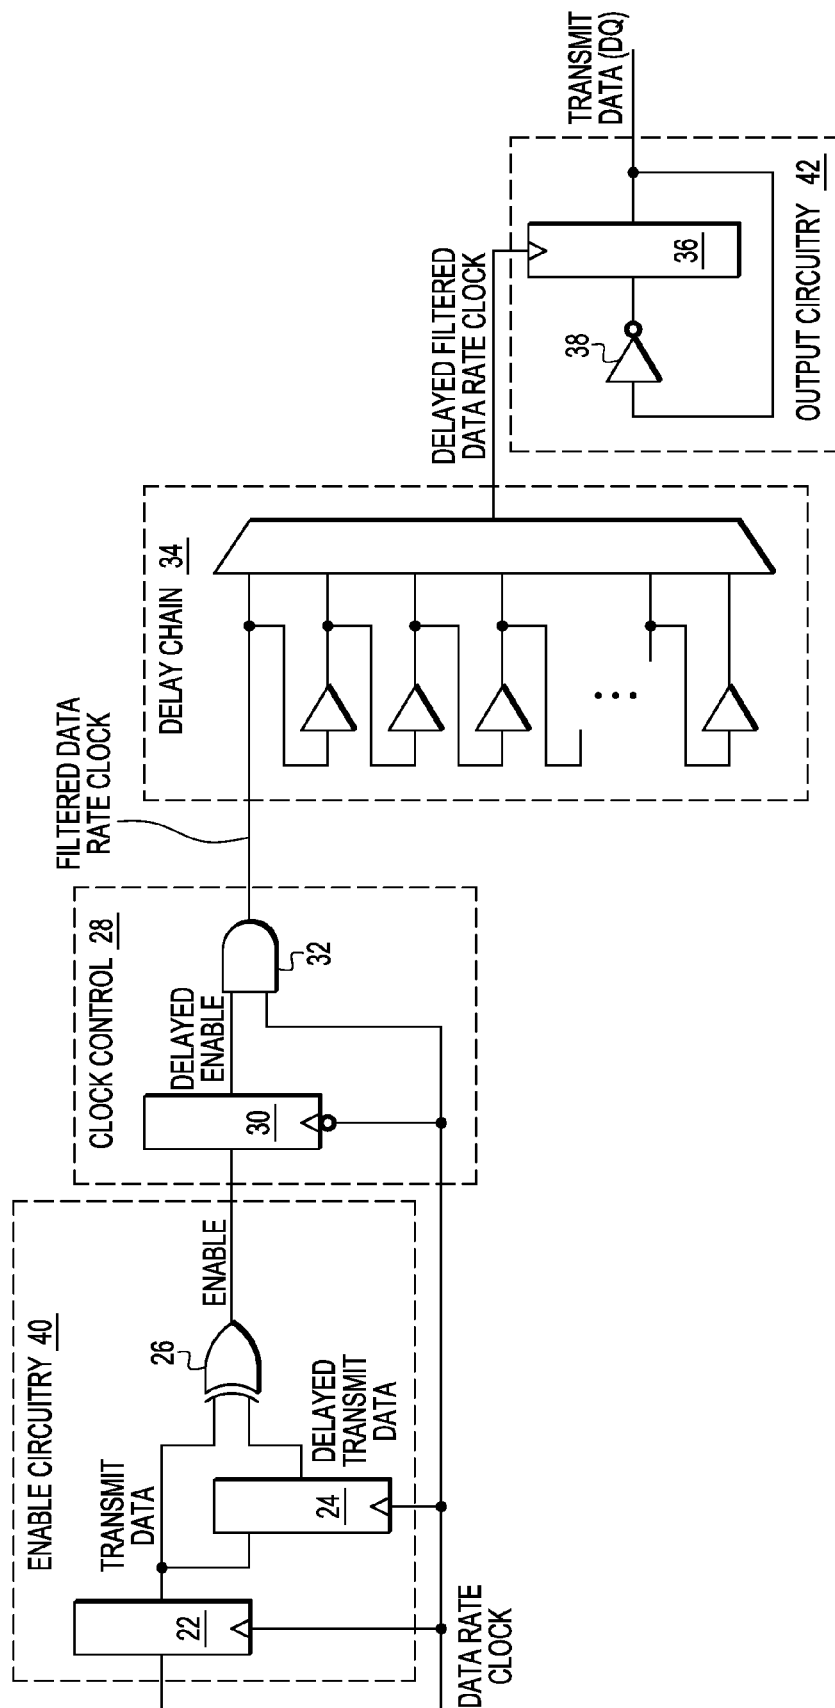 ENABLE CIRCUITRY 40
TRANSMIT
DATA
22
24
DELAYED
TRANSMIT
DATA
26
ENABLE
DATA RATE
CLOCK
CLOCK CONTROL 28
30
DELAYED
ENABLE
32
FILTERED DATA
RATE CLOCK
DELAY CHAIN 34
DELAYED FILTERED
DATA RATE CLOCK
38
36
OUTPUT CIRCUITRY 42
TRANSMIT
DATA (DQ)